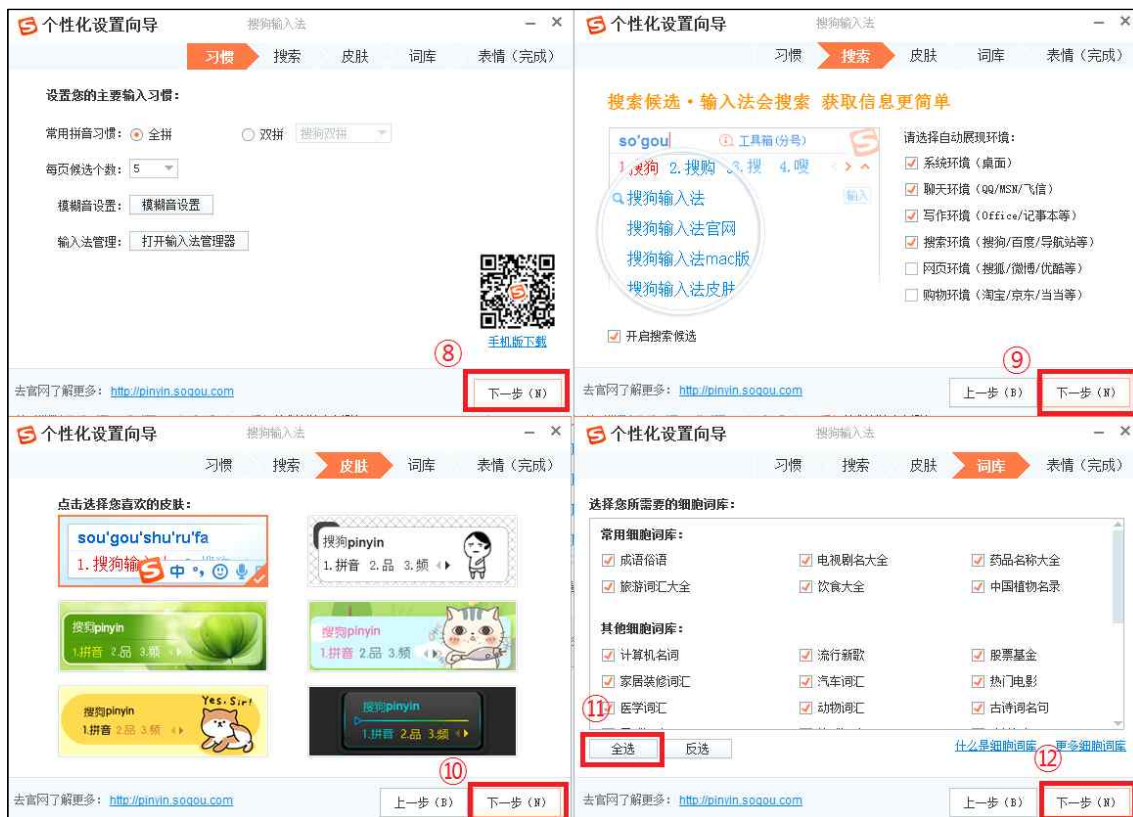 个性化设置向导 搜狗输入法
习惯 搜索 皮肤 词库 表情（完成）
设置您的主要输入习惯：
常用拼音习惯： 全拼 双拼 搜狗双拼
每页候选个数： 5
模糊音设置： 模糊音设置
输入法管理： 打开输入法管理器
手机版下载
⑧
去官网了解更多： http://pinyin.sogou.com 下一步（N）
个性化设置向导 搜狗输入法
习惯 搜索 皮肤 词库 表情（完成）
搜索候选·输入法会搜索 获取信息更简单
so'gou 工具箱(分号)
1.搜狗 2.搜购 3.搜 4.嗖
搜狗输入法 输入
搜狗输入法官网
搜狗输入法mac版
搜狗输入法皮肤
请选择自动展现环境：
系统环境（桌面）
聊天环境（QQ/MSN/飞信）
写作环境（Office/记事本等）
搜索环境（搜狗/百度/导航站等）
网页环境（搜狐/微博/优酷等）
购物环境（淘宝/京东/当当等）
开启搜索候选
⑨
去官网了解更多： http://pinyin.sogou.com 上一步（B） 下一步（N）
个性化设置向导 搜狗输入法
习惯 搜索 皮肤 词库 表情（完成）
点击选择您喜欢的皮肤：
sou'gou'shu'ru'fa
1.搜狗输入 中
搜狗pinyin
1.拼音 2.品 3.频
搜狗pinyin
1.拼音 2.品 3.频
搜狗pinyin
1.拼音 2.品 3.频
Yes.Sir!
搜狗pinyin
1.拼音 2.品 3.频
搜狗pinyin
1.拼音 2.品 3.频
⑩
去官网了解更多： http://pinyin.sogou.com 上一步（B） 下一步（N）
个性化设置向导 搜狗输入法
习惯 搜索 皮肤 词库 表情（完成）
选择您所需要的细胞词库：
常用细胞词库：
成语俗语 电视剧名大全 药品名称大全
旅游词汇大全 饮食大全 中国植物名录
其他细胞词库：
计算机名词 流行新歌 股票基金
家居装修词汇 汽车词汇 热门电影
医学词汇 动物词汇 古诗词名句
⑪
全选 反选 什么是细胞词库 更多细胞词库
⑫
去官网了解更多： http://pinyin.sogou.com 上一步（B） 下一步（N）